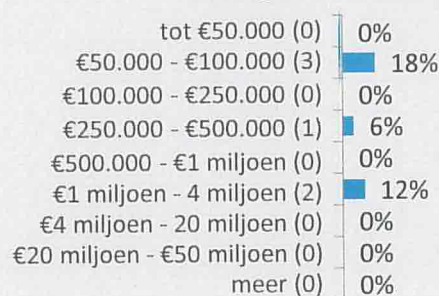 tot €50.000 (0) 0%
€50.000 - €100.000 (3) 18%
€100.000 - €250.000 (0) 0%
€250.000 - €500.000 (1) 6%
€500.000 - €1 miljoen (0) 0%
€1 miljoen - 4 miljoen (2) 12%
€4 miljoen - 20 miljoen (0) 0%
€20 miljoen - €50 miljoen (0) 0%
meer (0) 0%